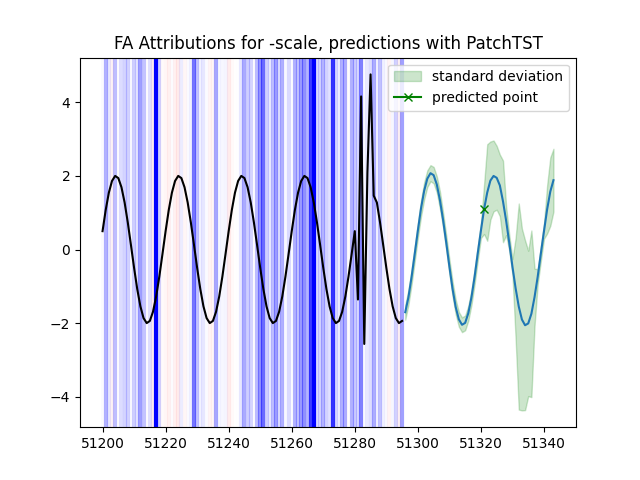 FA Attributions for -scale, predictions with PatchTST
standard deviation
predicted point
4
2
0
−2
−4
51200 51220 51240 51260 51280 51300 51320 51340